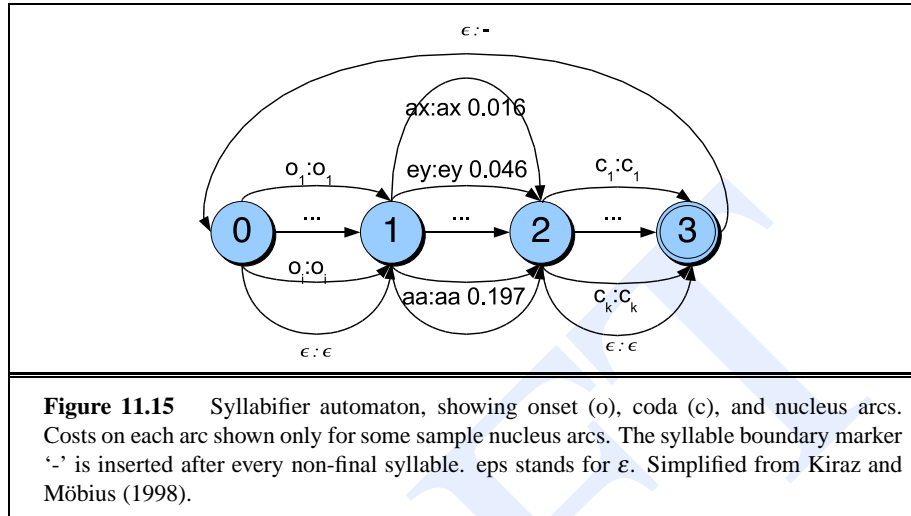 ϵ:-
ax:ax 0.016
o1:o1 ey:ey 0.046 c1:c1
... ... ...
0 1 2 3
oi:oi aa:aa 0.197 ck:ck
ϵ:ϵ ϵ:ϵ
Figure 11.15 Syllabifier automaton, showing onset (o), coda (c), and nucleus arcs.
Costs on each arc shown only for some sample nucleus arcs. The syllable boundary marker
‘-’ is inserted after every non-final syllable. eps stands for ε. Simplified from Kiraz and
Möbius (1998).